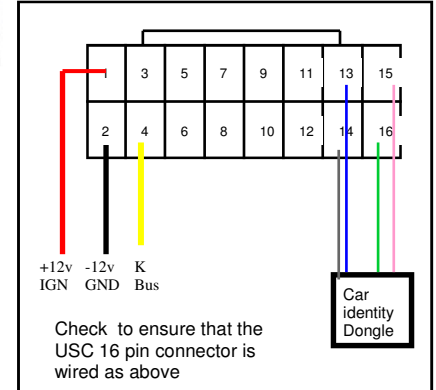 1 3 5 7 9 11 13 15
2 4 6 8 10 12 14 16
+12v -12v K
IGN GND Bus
Car
identity
Dongle
Check to ensure that the
USC 16 pin connector is
wired as above